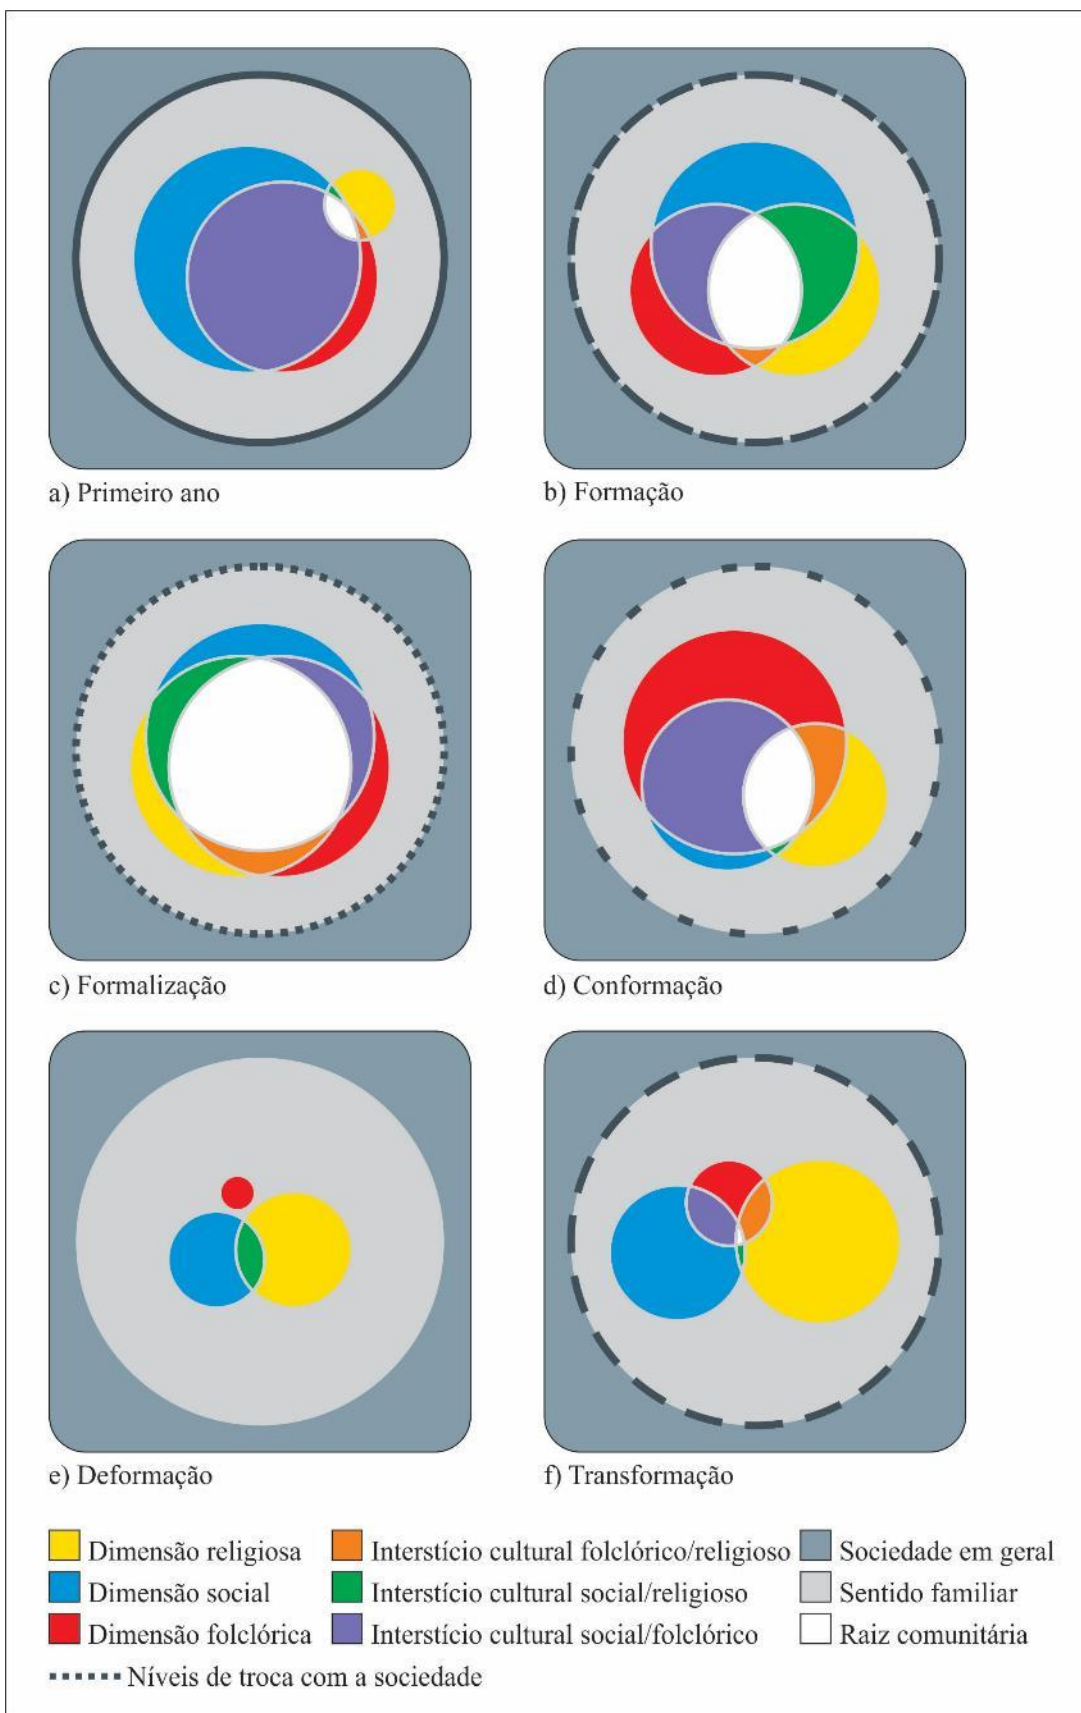 a) Primeiro ano
b) Formação
c) Formalização
d) Conformação
e) Deformação
f) Transformação
Dimensão religiosa
Interstício cultural folclórico/religioso
Sociedade em geral
Dimensão social
Interstício cultural social/religioso
Sentido familiar
Dimensão folclórica
Interstício cultural social/folclórico
Raiz comunitária
Níveis de troca com a sociedade